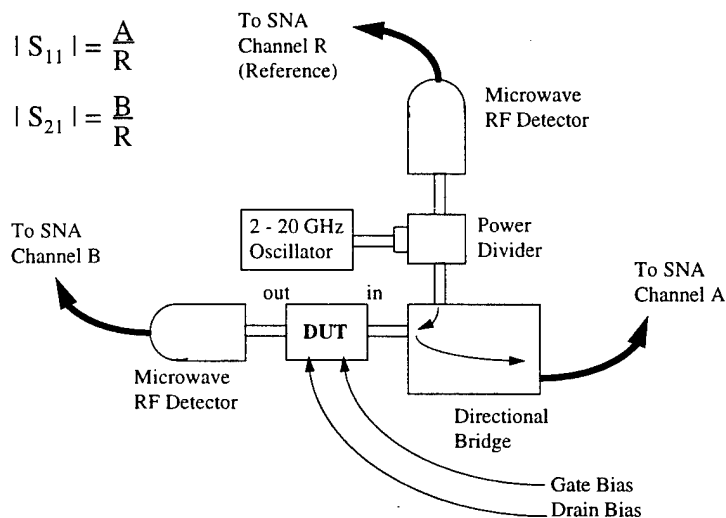 | S11 | = A/R
| S21 | = B/R
To SNA
Channel R
(Reference)
Microwave
RF Detector
2 - 20 GHz
Oscillator
Power
Divider
To SNA
Channel B
To SNA
Channel A
out
in
DUT
Microwave
RF Detector
Directional
Bridge
Gate Bias
Drain Bias